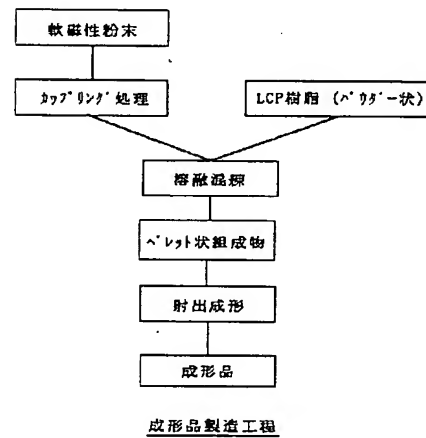 軟磁性粉末
カップリング処理
LCP樹脂（パウダー状）
溶融混練
ペレット状組成物
射出成形
成形品
成形品製造工程